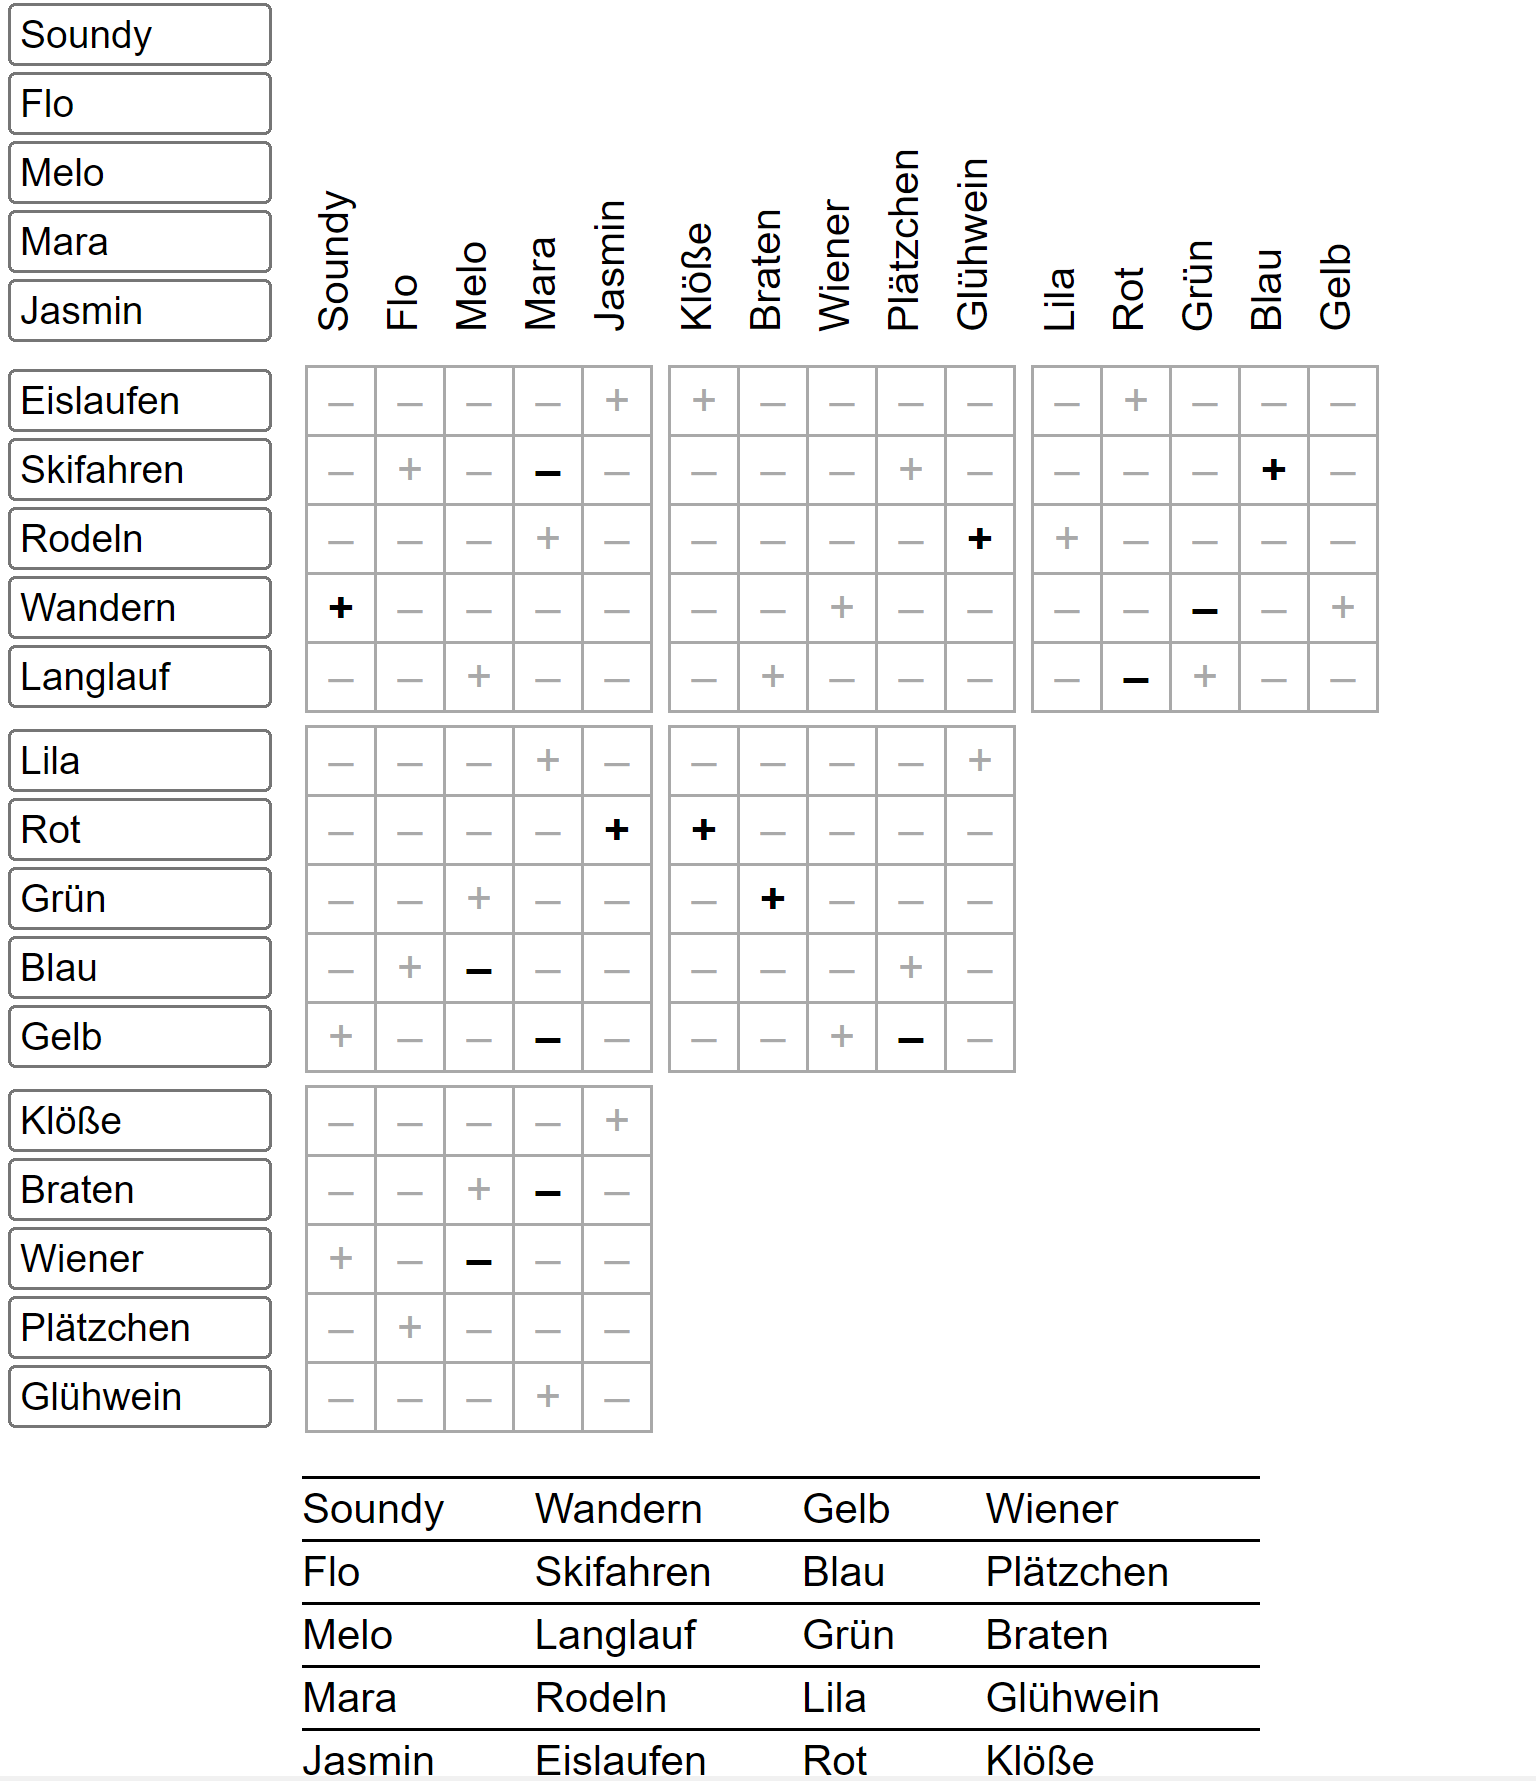 Soundy
Flo
Melo
Mara
Jasmin
Soundy Flo Melo Mara Jasmin Klöße Braten Wiener Plätzchen Glühwein Lila Rot Grün Blau Gelb
Eislaufen – – – – + + – – – – – + – – –
Skifahren – + – – – – – – + – – – – + –
Rodeln – – – + – – – – – + + – – – –
Wandern + – – – – – – + – – – – – – +
Langlauf – – + – – – + – – – – – + – –
Lila – – – + – – – – – +
Rot – – – – + + – – – –
Grün – – + – – – + – – –
Blau – + – – – – – – + –
Gelb + – – – – – – + – –
Klöße – – – – +
Braten – – + – –
Wiener + – – – –
Plätzchen – + – – –
Glühwein – – – + –
Soundy Wandern Gelb Wiener
Flo Skifahren Blau Plätzchen
Melo Langlauf Grün Braten
Mara Rodeln Lila Glühwein
Jasmin Eislaufen Rot Klöße